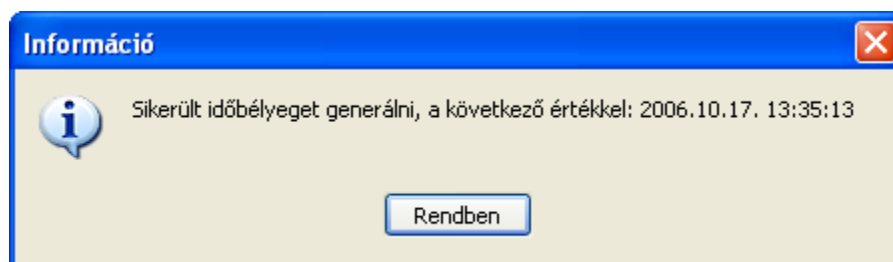 Információ
Sikerült időbélyeget generálni, a következő értékkel: 2006.10.17. 13:35:13
Rendben